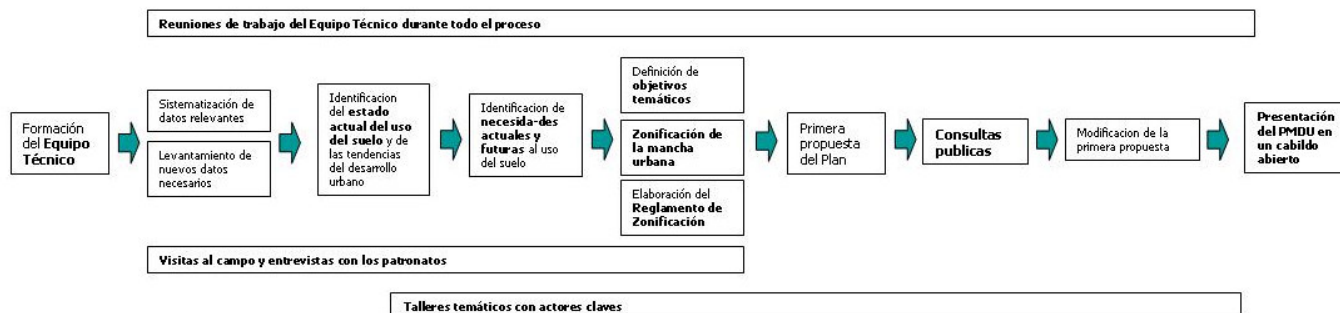 Reuniones de trabajo del Equipo Técnico durante todo el proceso
Formación
del Equipo
Técnico
Sistematización de
datos relevantes
Levantamiento de
nuevos datos
necesarios
Identificacion
del estado
actual del uso
del suelo y de
las tendencias
del desarrollo
urbano
Identificacion de
necesida-des
actuales y
futuras al uso
del suelo
Definición de
objetivos
temáticos
Zonificación de
la mancha
urbana
Elaboración del
Reglamento de
Zonificación
Primera
propuesta
del Plan
Consultas
publicas
Modificacion de la
primera propuesta
Presentación
del PMDU en
un cabildo
abierto
Visitas al campo y entrevistas con los patronatos
Talleres temáticos con actores claves